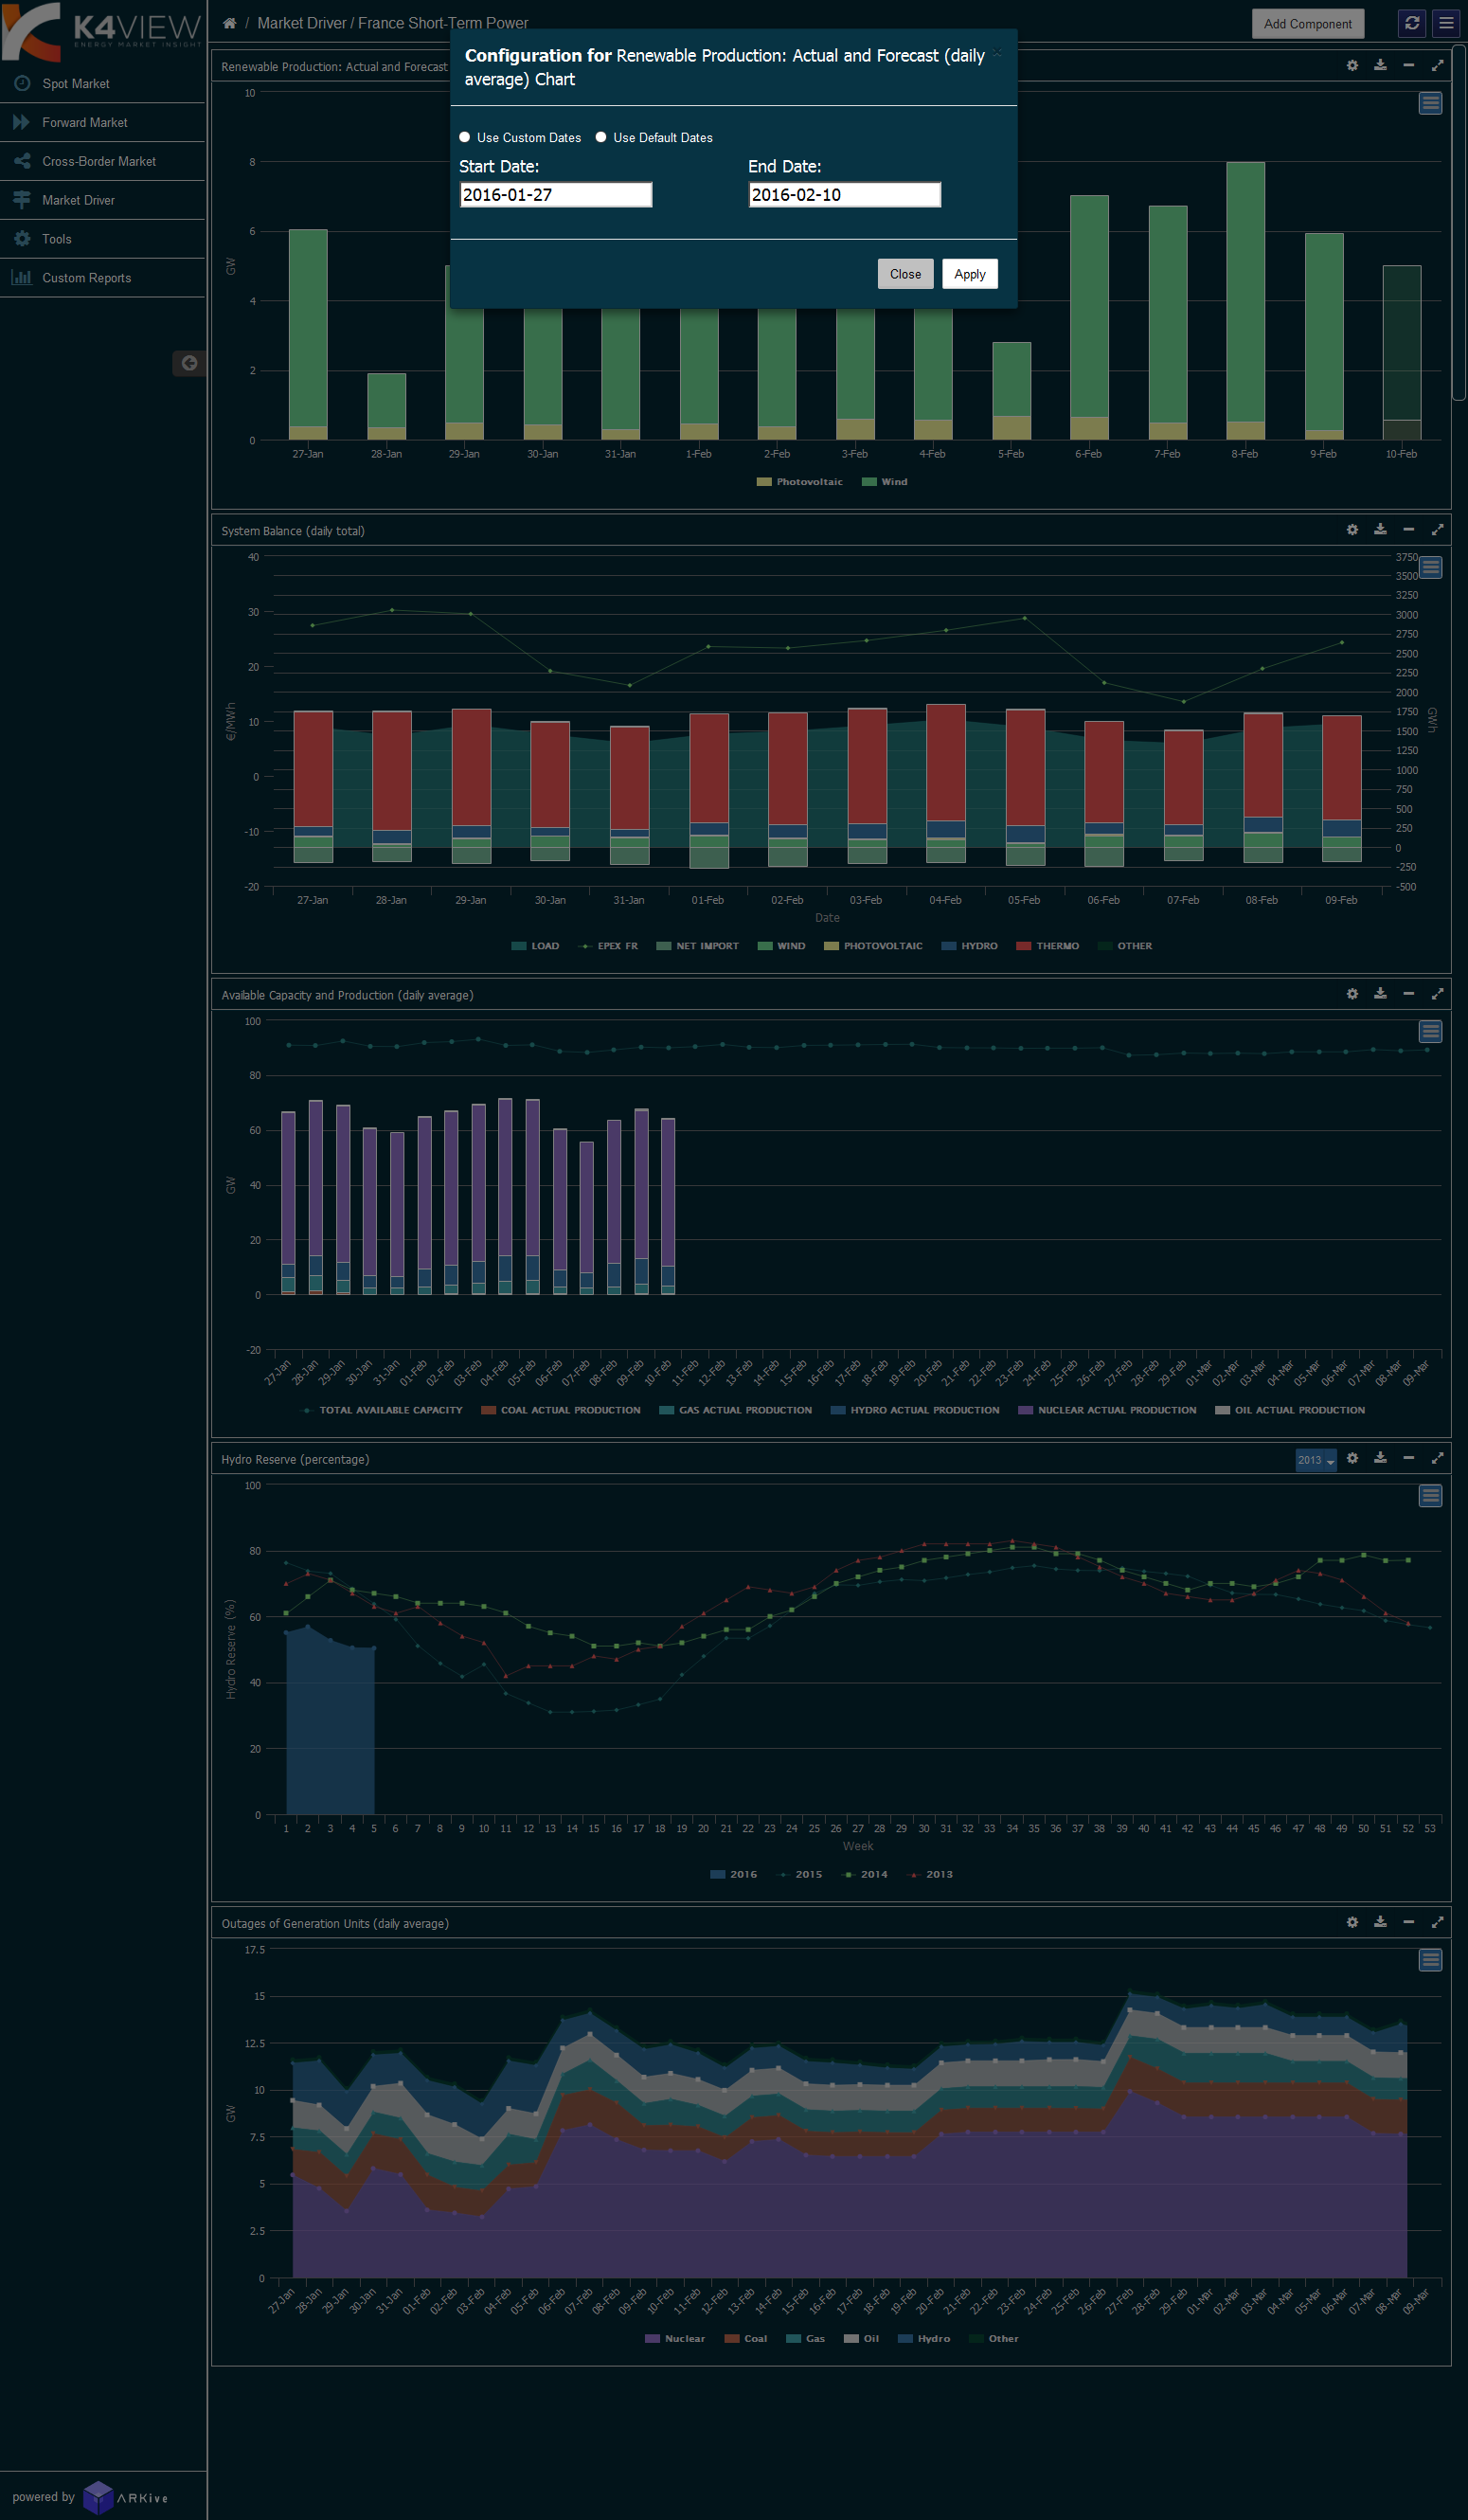 K4VIEW
ENERGY MARKET INSIGHT
/ Market Driver / France Short-Term Power
Add Component
Spot Market
Forward Market
Cross-Border Market
Market Driver
Tools
Custom Reports
Configuration for Renewable Production: Actual and Forecast (daily
average) Chart
Use Custom Dates Use Default Dates
Start Date: End Date:
2016-01-27 2016-02-10
Close Apply
Renewable Production: Actual and Forecast
10
8
6
4
2
0
GW
27-Jan 28-Jan 29-Jan 30-Jan 31-Jan 1-Feb 2-Feb 3-Feb 4-Feb 5-Feb 6-Feb 7-Feb 8-Feb 9-Feb 10-Feb
Photovoltaic Wind
System Balance (daily total)
40
30
20
10
0
-10
-20
€/MWh
3750
3500
3250
3000
2750
2500
2250
2000
1750
1500
1250
1000
750
500
250
0
-250
-500
GWh
27-Jan 28-Jan 29-Jan 30-Jan 31-Jan 01-Feb 02-Feb 03-Feb 04-Feb 05-Feb 06-Feb 07-Feb 08-Feb 09-Feb
Date
LOAD EPEX FR NET IMPORT WIND PHOTOVOLTAIC HYDRO THERMO OTHER
Available Capacity and Production (daily average)
100
80
60
40
20
0
-20
GW
27-Jan 28-Jan 29-Jan 30-Jan 31-Jan 01-Feb 02-Feb 03-Feb 04-Feb 05-Feb 06-Feb 07-Feb 08-Feb 09-Feb 10-Feb 11-Feb 12-Feb 13-Feb 14-Feb 15-Feb 16-Feb 17-Feb 18-Feb 19-Feb 20-Feb 21-Feb 22-Feb 23-Feb 24-Feb 25-Feb 26-Feb 27-Feb 28-Feb 29-Feb 01-Mar 02-Mar 03-Mar 04-Mar 05-Mar 06-Mar 07-Mar 08-Mar 09-Mar
TOTAL AVAILABLE CAPACITY COAL ACTUAL PRODUCTION GAS ACTUAL PRODUCTION HYDRO ACTUAL PRODUCTION NUCLEAR ACTUAL PRODUCTION OIL ACTUAL PRODUCTION
Hydro Reserve (percentage) 2013
100
80
60
40
20
0
Hydro Reserve (%)
1 2 3 4 5 6 7 8 9 10 11 12 13 14 15 16 17 18 19 20 21 22 23 24 25 26 27 28 29 30 31 32 33 34 35 36 37 38 39 40 41 42 43 44 45 46 47 48 49 50 51 52 53
Week
2016 2015 2014 2013
Outages of Generation Units (daily average)
17.5
15
12.5
10
7.5
5
2.5
0
GW
27-Jan 28-Jan 29-Jan 30-Jan 31-Jan 01-Feb 02-Feb 03-Feb 04-Feb 05-Feb 06-Feb 07-Feb 08-Feb 09-Feb 10-Feb 11-Feb 12-Feb 13-Feb 14-Feb 15-Feb 16-Feb 17-Feb 18-Feb 19-Feb 20-Feb 21-Feb 22-Feb 23-Feb 24-Feb 25-Feb 26-Feb 27-Feb 28-Feb 29-Feb 01-Mar 02-Mar 03-Mar 04-Mar 05-Mar 06-Mar 07-Mar 08-Mar 09-Mar
Nuclear Coal Gas Oil Hydro Other
powered by ARKive